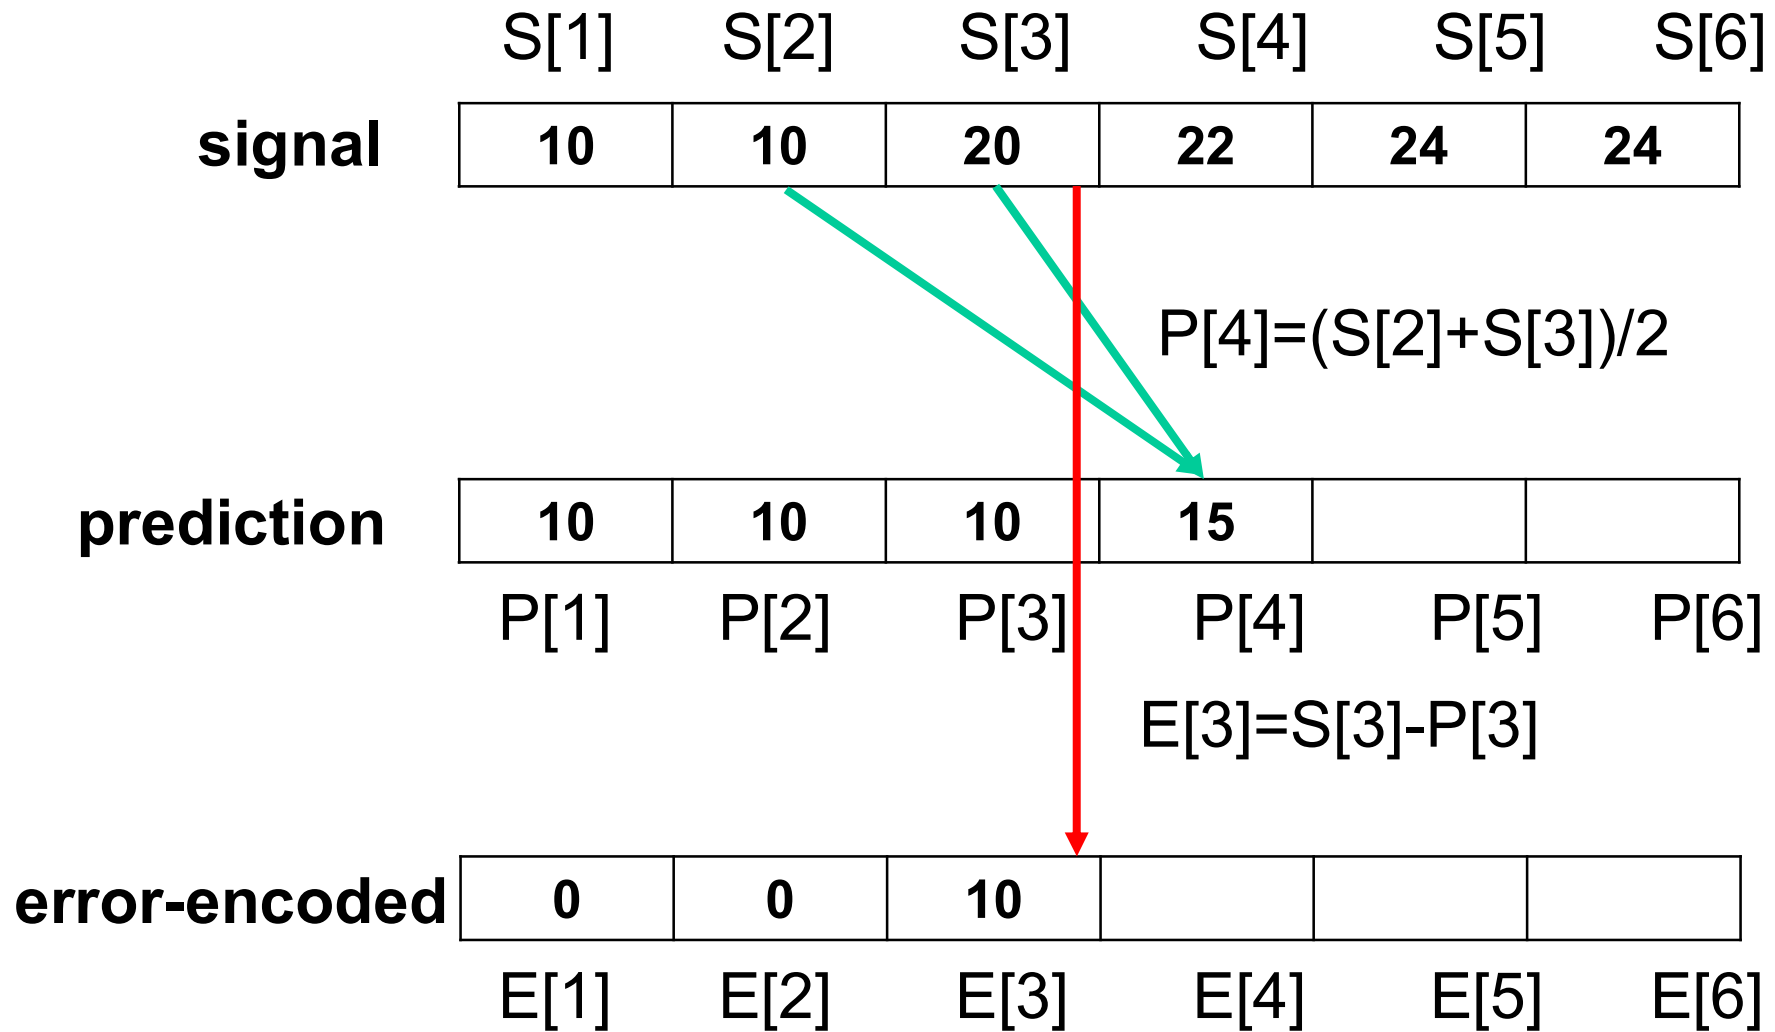 S[1] S[2] S[3] S[4] S[5] S[6]
signal 10 10 20 22 24 24
P[4]=(S[2]+S[3])/2
prediction 10 10 10 15
P[1] P[2] P[3] P[4] P[5] P[6]
E[3]=S[3]-P[3]
error-encoded 0 0 10
E[1] E[2] E[3] E[4] E[5] E[6]